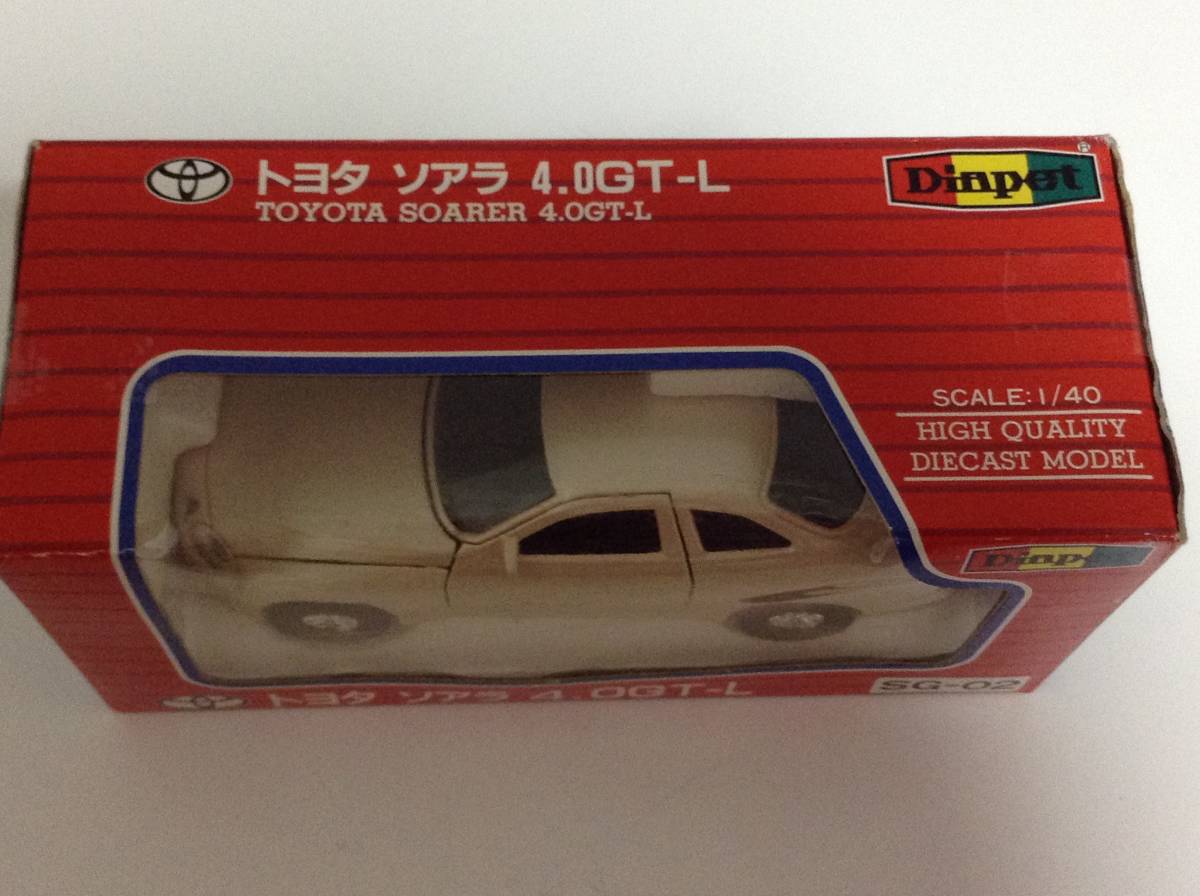 トヨタ ソアラ 4.0GT-L
TOYOTA SOARER 4.0GT-L
Diapet
®
SCALE:1/40
HIGH QUALITY
DIECAST MODEL
Diapet
トヨタ ソアラ 4.0GT-L
SG-02